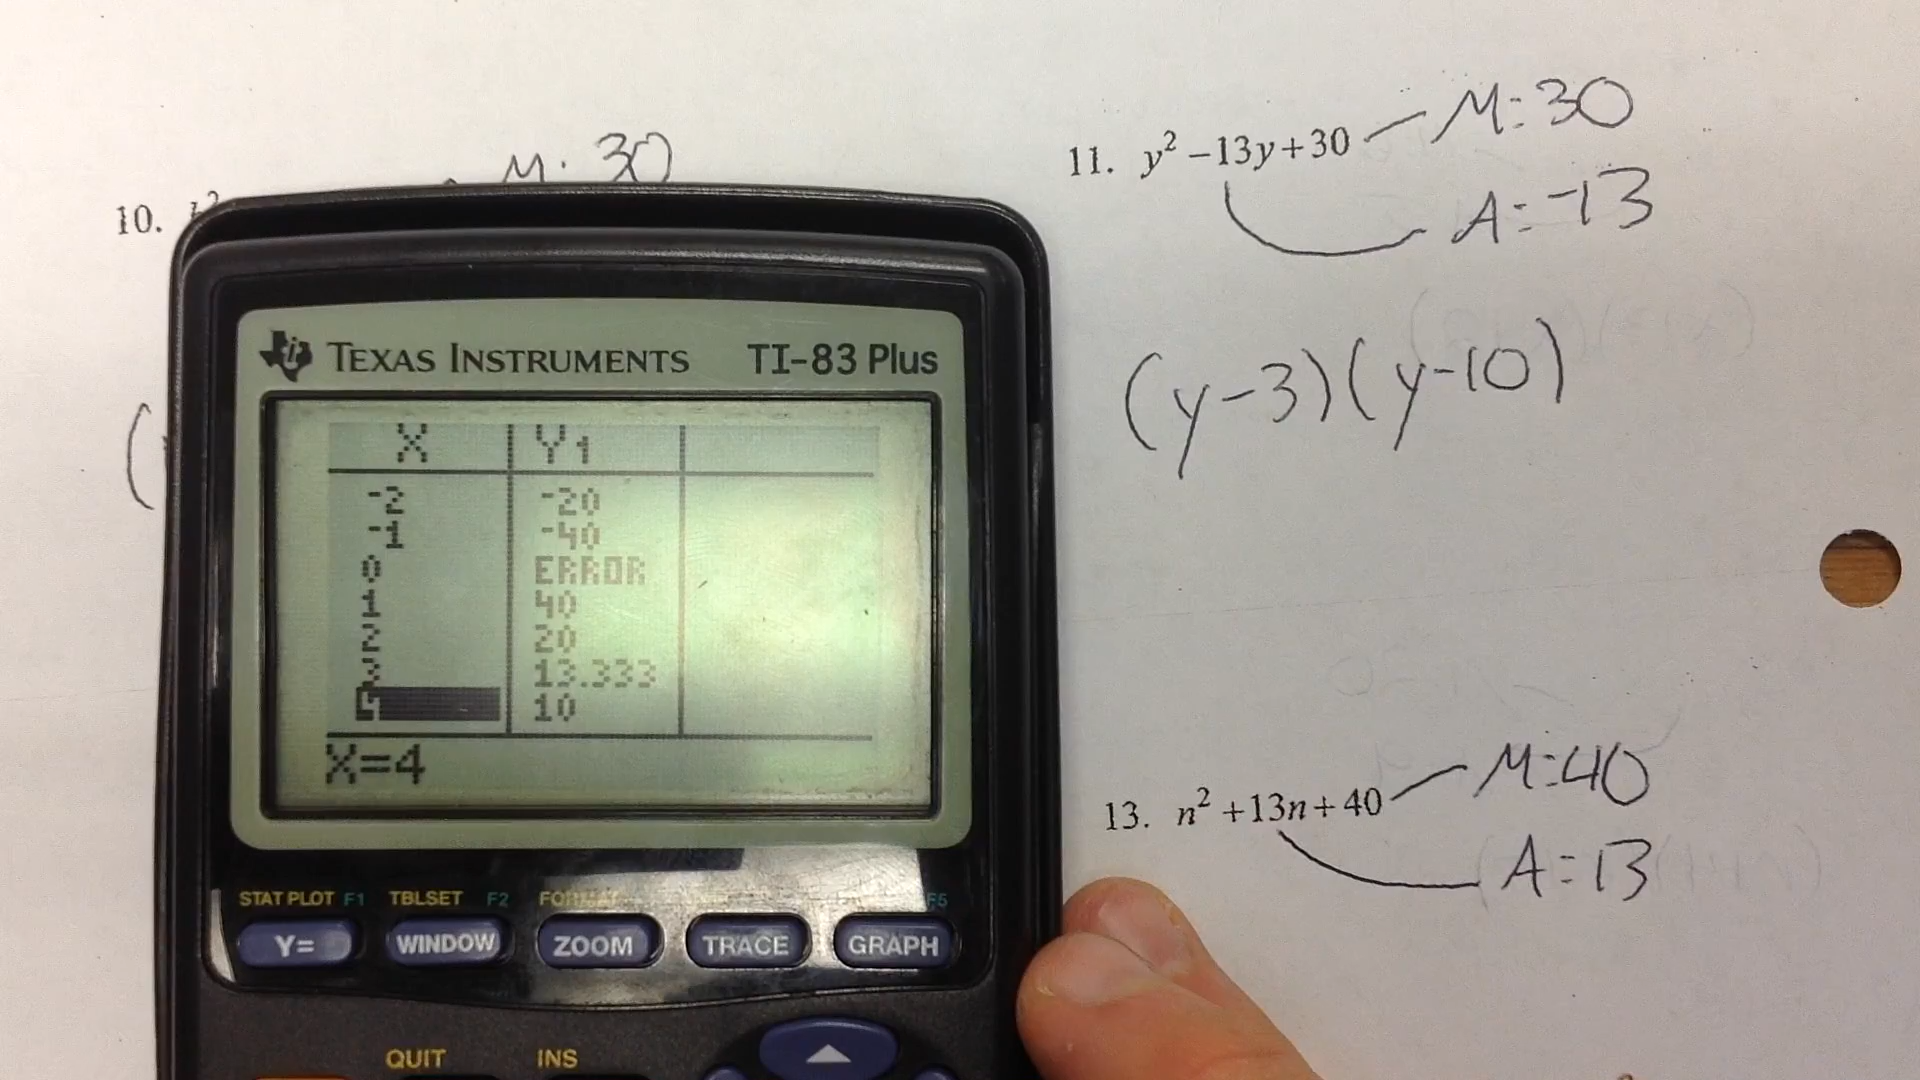 M: 30
10.
(
11. y² − 13y + 30
M: 30
A: -13
(y-3)(y-10)
TEXAS INSTRUMENTS TI-83 Plus
X Y1
-2 -20
-1 -40
0 ERROR
1 40
2 20
3 13.333
10
X=4
13. n² + 13n + 40
M: 40
A: 13
STAT PLOT F1 TBLSET F2 F5
Y= WINDOW ZOOM TRACE GRAPH
QUIT INS